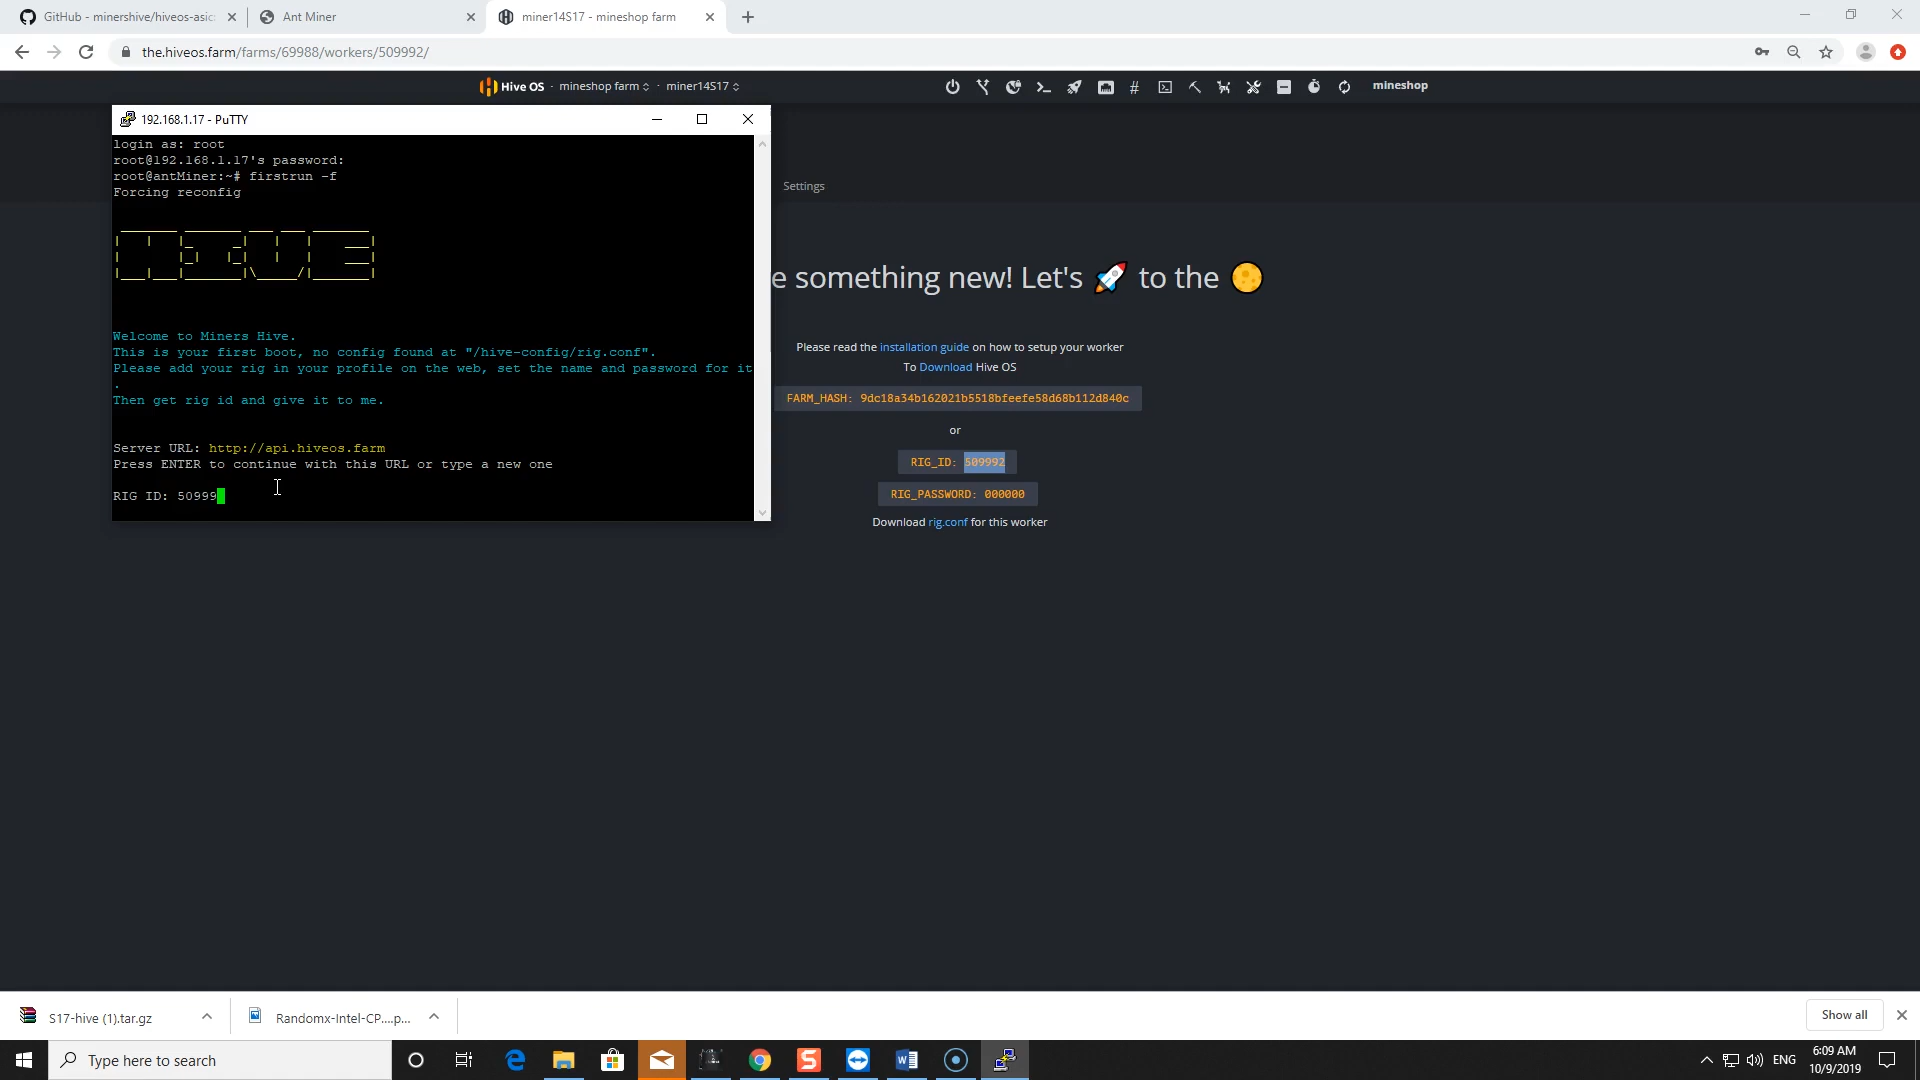 GitHub - minershive/hiveos-asic
Ant Miner
miner14S17 - mineshop farm
the.hiveos.farm/farms/69988/workers/509992/
Hive OS · mineshop farm · miner14S17
mineshop
192.168.1.17 - PuTTY
login as: root
root@192.168.1.17's password:
root@antMiner:~# firstrun -f
Forcing reconfig
HIVE
Welcome to Miners Hive.
This is your first boot, no config found at "/hive-config/rig.conf".
Please add your rig in your profile on the web, set the name and password for it
.
Then get rig id and give it to me.
Server URL: http://api.hiveos.farm
Press ENTER to continue with this URL or type a new one
RIG ID: 50999
Settings
e something new! Let's 🚀 to the 🌕
Please read the installation guide on how to setup your worker
To Download Hive OS
FARM_HASH: 9dc18a34b162021b5518bfeefe58d68b112d840c
or
RIG_ID: 509992
RIG_PASSWORD: 000000
Download rig.conf for this worker
S17-hive (1).tar.gz
Randomx-Intel-CP....p...
Show all
Type here to search
ENG
6:09 AM
10/9/2019